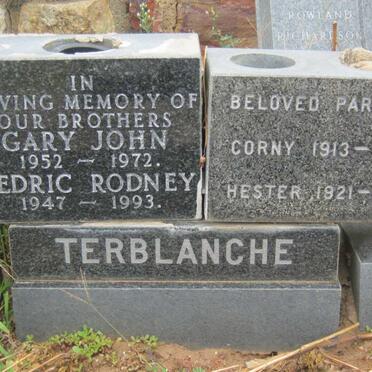 IN
VING MEMORY OF
OUR BROTHERS
GARY JOHN
1952 - 1972.
EDRIC RODNEY
1947 - 1993.
BELOVED PAR
CORNY 1913 -
HESTER 1921 -
TERBLANCHE
ROWLAND
RICHARDSON